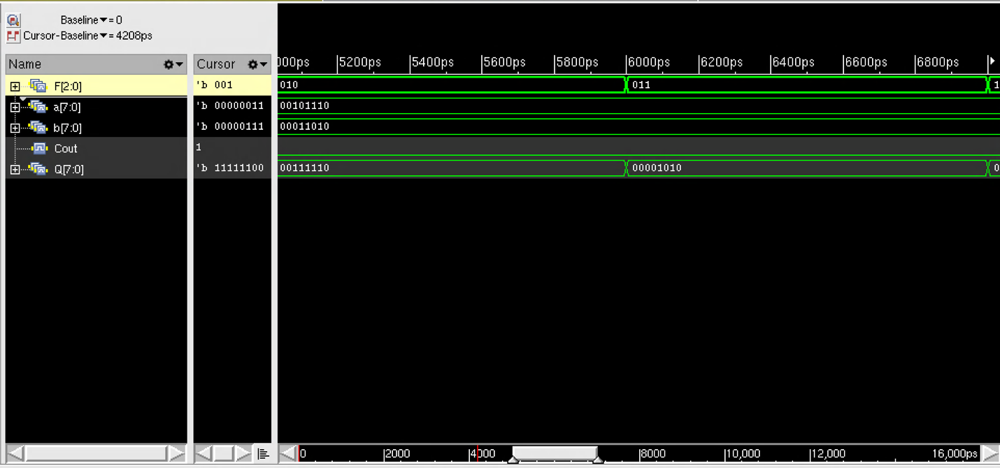 Baseline▾=0
Cursor-Baseline▾=4208ps
Name Cursor 000ps 5200ps 5400ps 5600ps 5800ps 6000ps 6200ps 6400ps 6600ps 6800ps
F[2:0] 'b 001 010 011 1
a[7:0] 'b 00000011 00101110
b[7:0] 'b 00000111 00011010
Cout 1
Q[7:0] 'b 11111100 00111110 00001010 0
0 2000 4000 8000 10,000 12,000 16,000ps